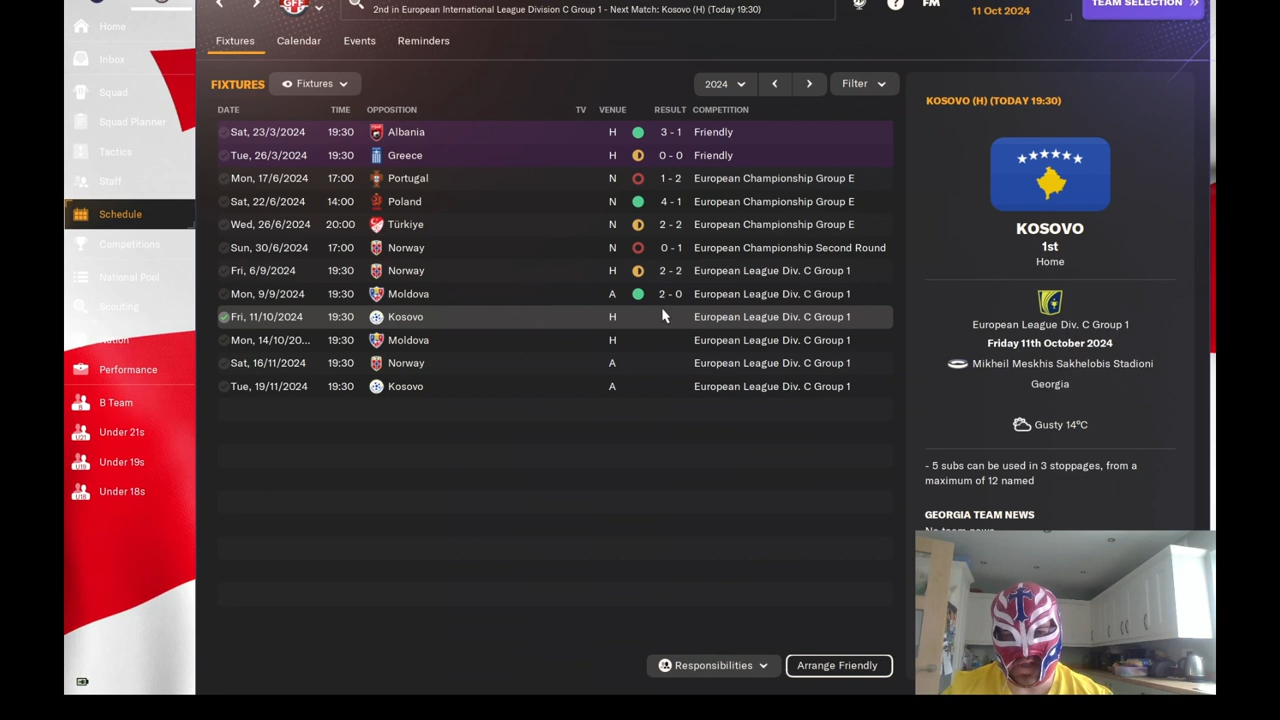 GFF
2nd in European International League Division C Group 1 - Next Match: Kosovo (H) (Today 19:30)
FM
11 Oct 2024
TEAM SELECTION
Home
Inbox
Squad
Squad Planner
Tactics
Staff
Schedule
Competitions
National Pool
Scouting
Nation
Performance
B Team
Under 21s
Under 19s
Under 18s
Fixtures Calendar Events Reminders
FIXTURES Fixtures 2024 Filter
DATE TIME OPPOSITION TV VENUE RESULT COMPETITION
Sat, 23/3/2024 19:30 Albania H 3 - 1 Friendly
Tue, 26/3/2024 19:30 Greece H 0 - 0 Friendly
Mon, 17/6/2024 17:00 Portugal N 1 - 2 European Championship Group E
Sat, 22/6/2024 14:00 Poland N 4 - 1 European Championship Group E
Wed, 26/6/2024 20:00 Türkiye N 2 - 2 European Championship Group E
Sun, 30/6/2024 17:00 Norway N 0 - 1 European Championship Second Round
Fri, 6/9/2024 19:30 Norway H 2 - 2 European League Div. C Group 1
Mon, 9/9/2024 19:30 Moldova A 2 - 0 European League Div. C Group 1
Fri, 11/10/2024 19:30 Kosovo H European League Div. C Group 1
Mon, 14/10/20... 19:30 Moldova H European League Div. C Group 1
Sat, 16/11/2024 19:30 Norway A European League Div. C Group 1
Tue, 19/11/2024 19:30 Kosovo A European League Div. C Group 1
Responsibilities Arrange Friendly
KOSOVO (H) (TODAY 19:30)
KOSOVO
1st
Home
European League Div. C Group 1
Friday 11th October 2024
Mikheil Meskhis Sakhelobis Stadioni
Georgia
Gusty 14ºC
- 5 subs can be used in 3 stoppages, from a
maximum of 12 named
GEORGIA TEAM NEWS
No team news